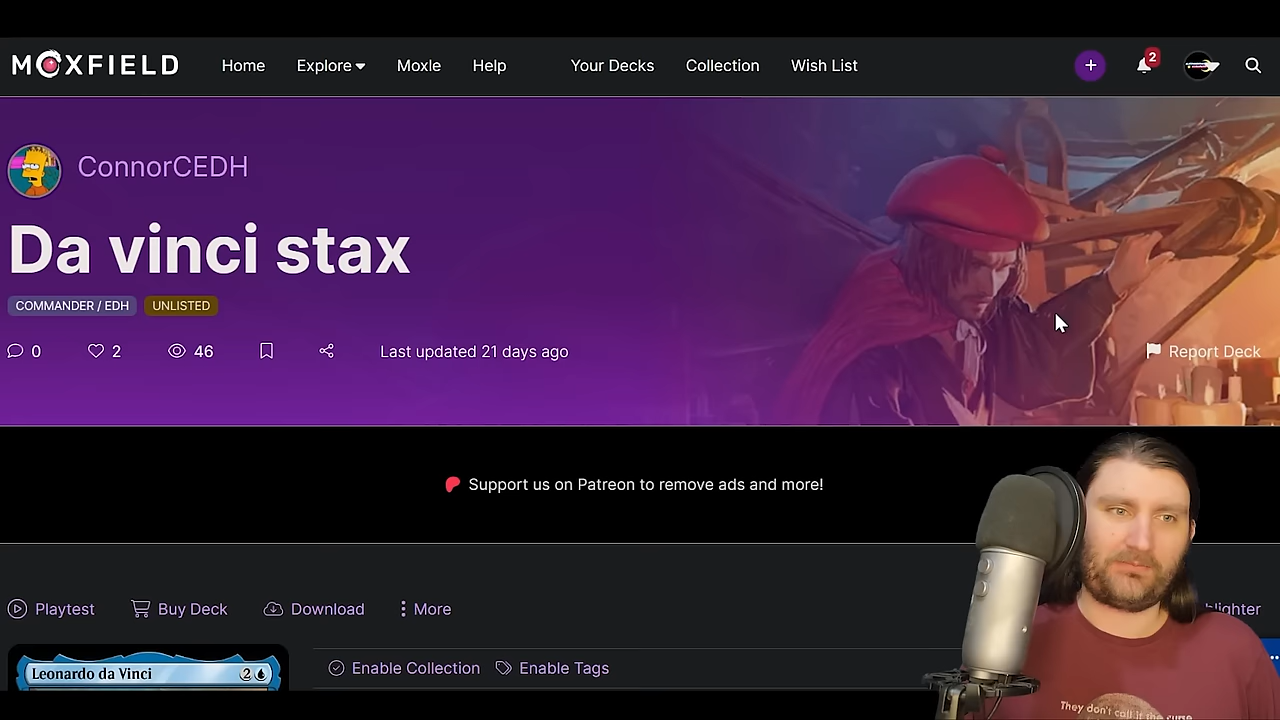 MOXFIELD Home Explore Moxle Help Your Decks Collection Wish List + 2
ConnorCEDH
Da vinci stax
COMMANDER / EDH UNLISTED
0 2 46 Last updated 21 days ago Report Deck
Support us on Patreon to remove ads and more!
Playtest Buy Deck Download More
Leonardo da Vinci 2
Enable Collection Enable Tags
They don't call it the curse